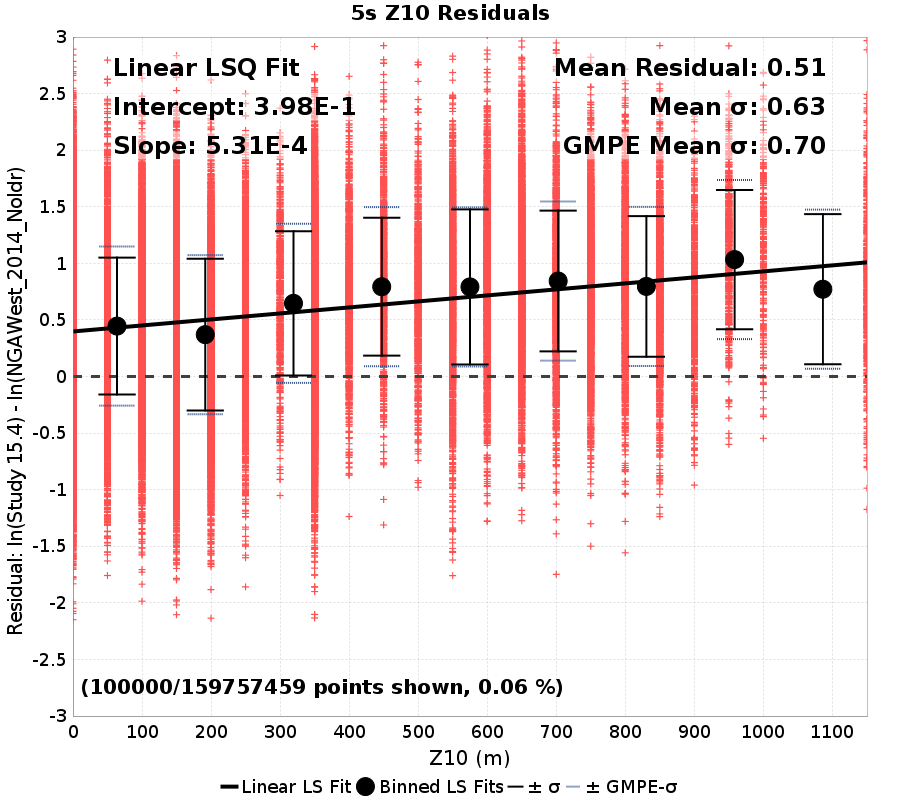 5s Z10 Residuals
Linear LSQ Fit
Intercept: 3.98E-1
Slope: 5.31E-4
Mean Residual: 0.51
Mean σ: 0.63
GMPE Mean σ: 0.70
Residual: ln(Study 15.4) - ln(NGAWest_2014_NoIdr)
3
2.5
2
1.5
1
0.5
0
-0.5
-1
-1.5
-2
-2.5
-3
(100000/159757459 points shown, 0.06 %)
0 100 200 300 400 500 600 700 800 900 1000 1100
Z10 (m)
Linear LS Fit Binned LS Fits ± σ ± GMPE-σ